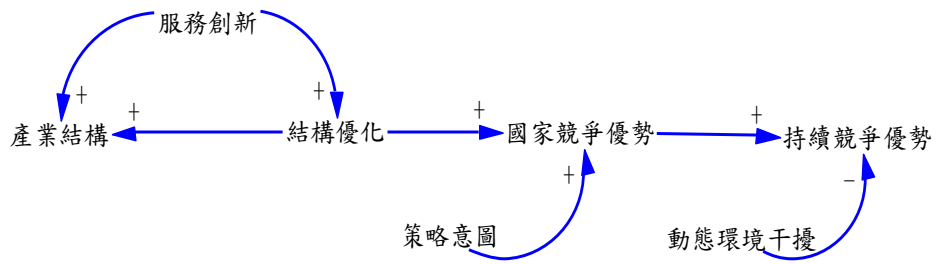 服務創新
+
+
+
+
+
產業結構
結構優化
國家競爭優勢
持續競爭優勢
+
−
策略意圖
動態環境干擾